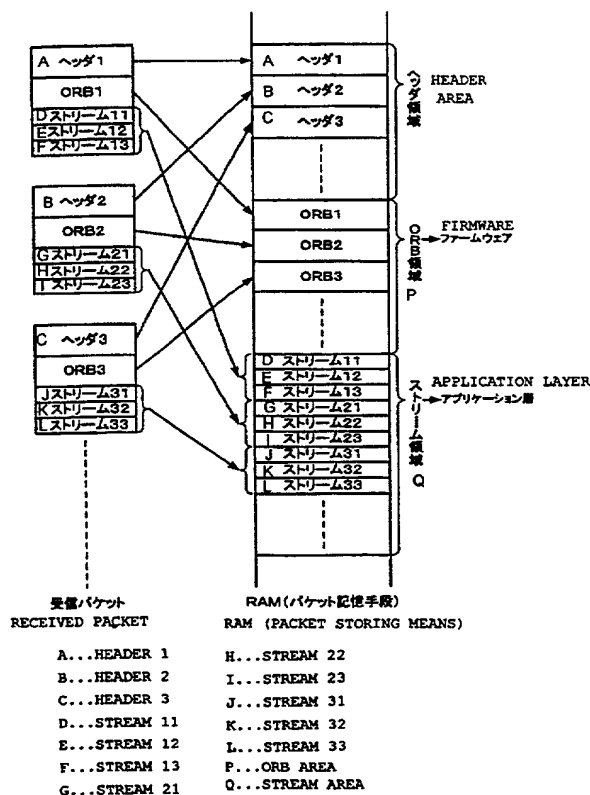 A ヘッダ1
ORB1
Dストリーム11
Eストリーム12
Fストリーム13
B ヘッダ2
ORB2
Gストリーム21
Hストリーム22
Iストリーム23
C ヘッダ3
ORB3
Jストリーム31
Kストリーム32
Lストリーム33
受信パケット
RECEIVED PACKET
A ヘッダ1
B ヘッダ2
C ヘッダ3
ORB1
ORB2
ORB3
D ストリーム11
E ストリーム12
F ストリーム13
G ストリーム21
H ストリーム22
I ストリーム23
J ストリーム31
K ストリーム32
L ストリーム33
RAM(パケット記憶手段)
RAM (PACKET STORING MEANS)
ヘッダ領域
HEADER
AREA
ORB領域
P
FIRMWARE
ファームウェア
ストリーム領域
Q
APPLICATION LAYER
アプリケーション層
A...HEADER 1
B...HEADER 2
C...HEADER 3
D...STREAM 11
E...STREAM 12
F...STREAM 13
G...STREAM 21
H...STREAM 22
I...STREAM 23
J...STREAM 31
K...STREAM 32
L...STREAM 33
P...ORB AREA
Q...STREAM AREA